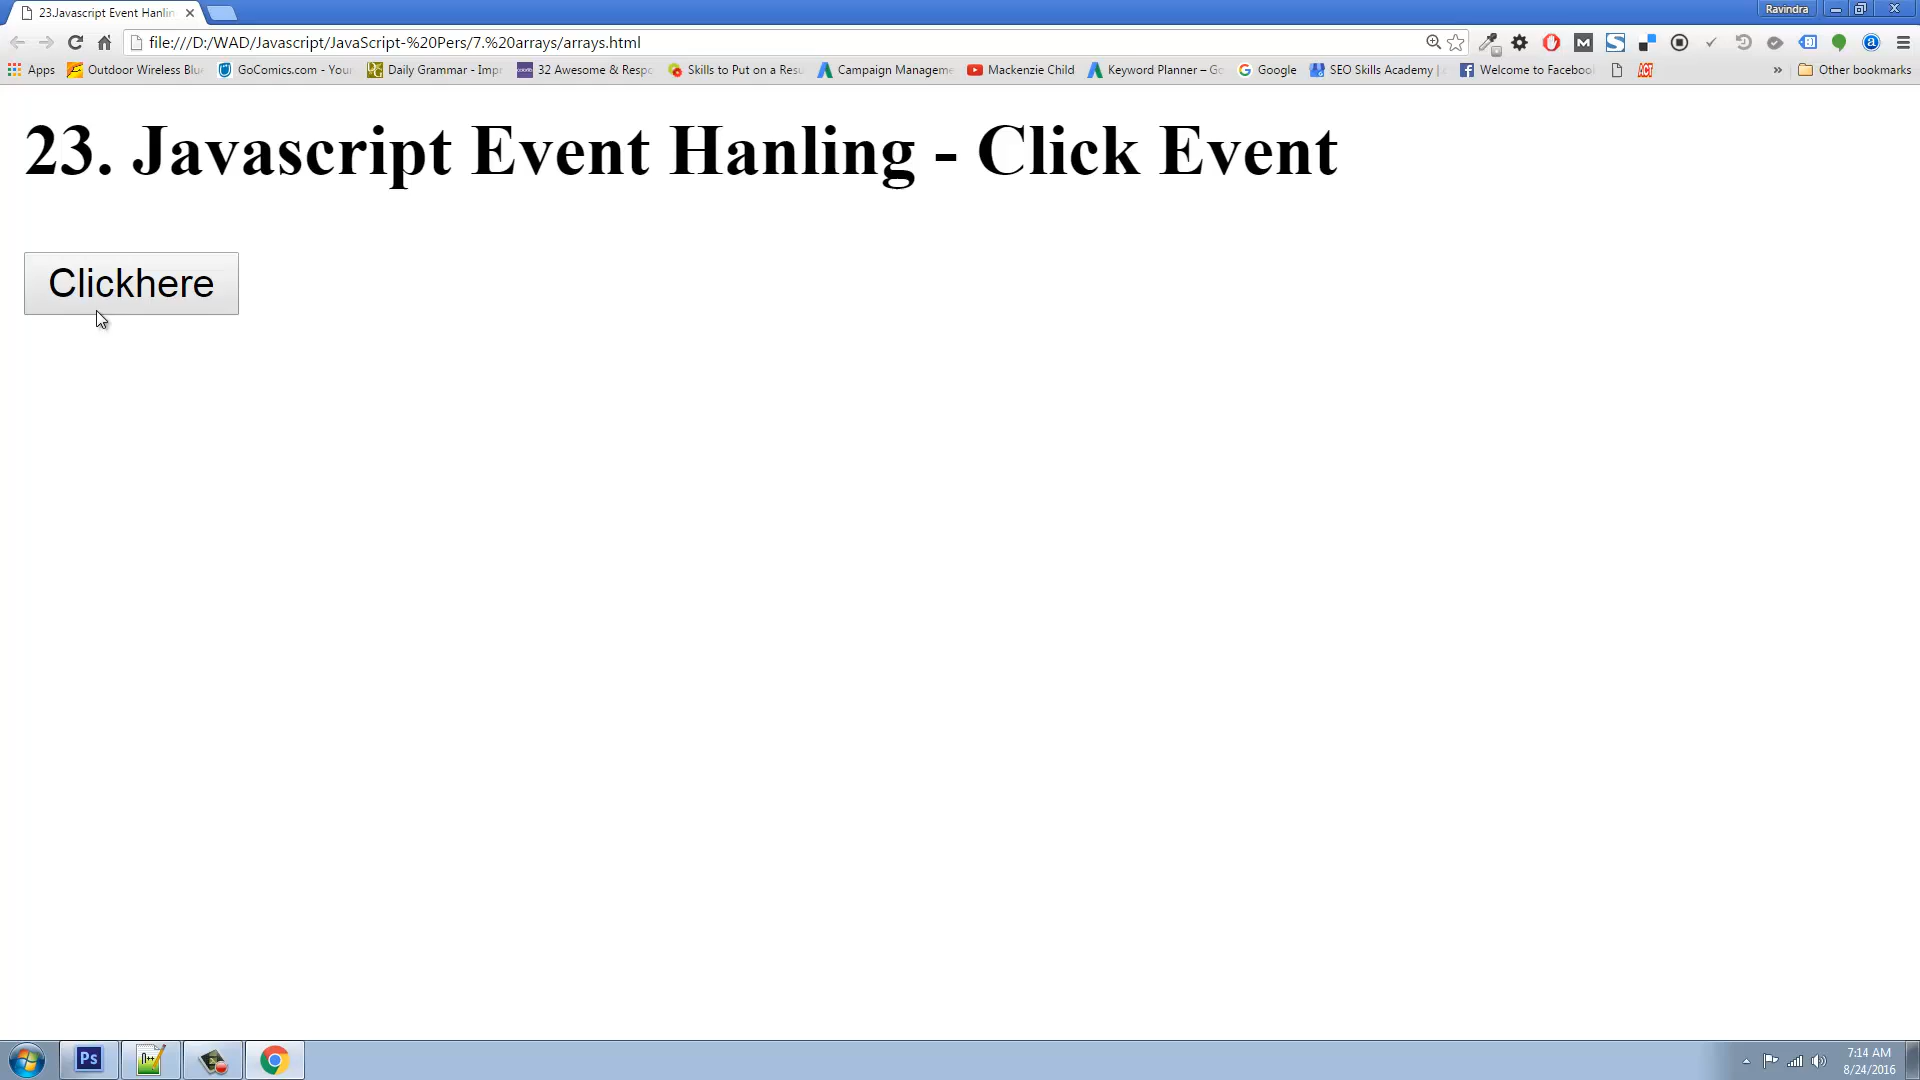 23.Javascript Event Hanlin
Ravindra
file:///D:/WAD/Javascript/JavaScript-%20Pers/7.%20arrays/arrays.html
Apps Outdoor Wireless Blu GoComics.com - Your Daily Grammar - Imp 32 Awesome & Respo Skills to Put on a Resu Campaign Manageme Mackenzie Child Keyword Planner – Go Google SEO Skills Academy | Welcome to Faceboo ACT » Other bookmarks
23. Javascript Event Hanling - Click Event
Clickhere
Ps
7:14 AM
8/24/2016